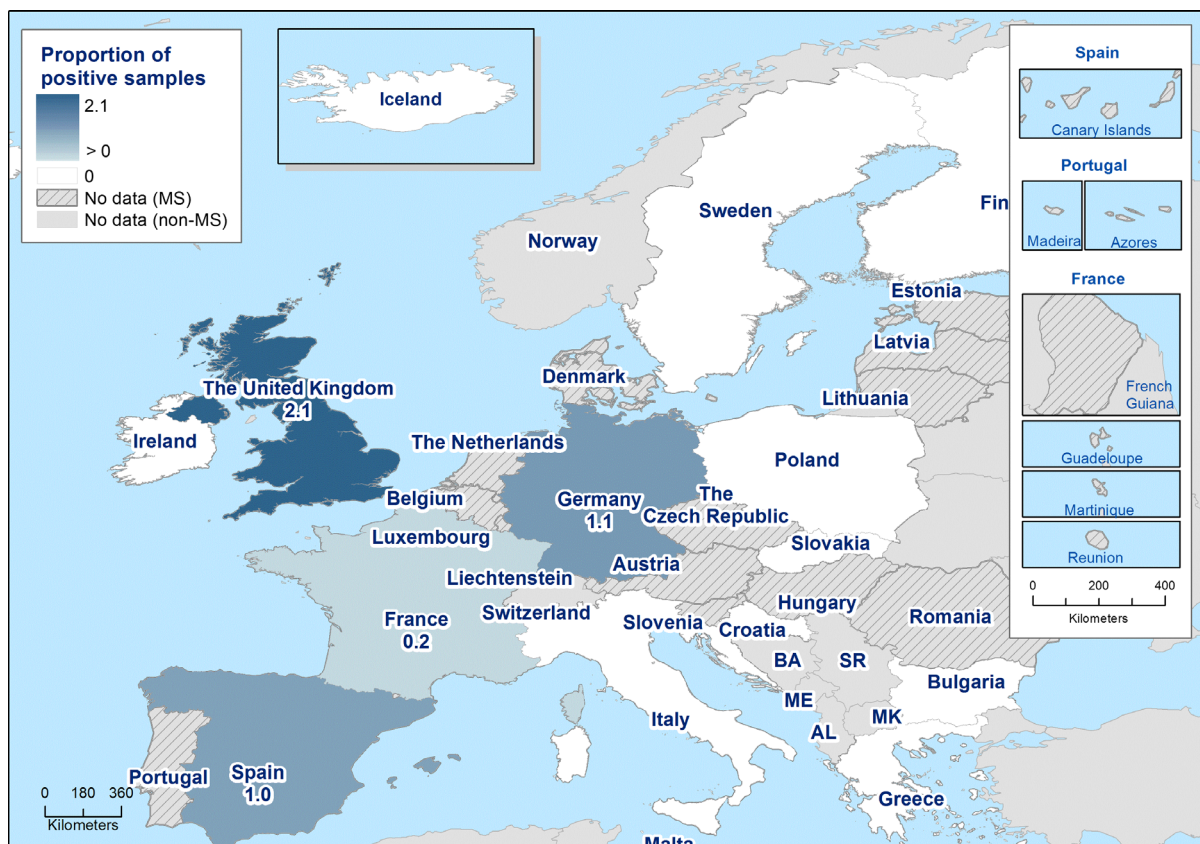 Proportion of
positive samples
2.1
> 0
0
No data (MS)
No data (non-MS)
Iceland
Norway
Sweden
Fin
Estonia
Latvia
Lithuania
Denmark
The United Kingdom
2.1
Ireland
The Netherlands
Belgium
Luxembourg
Germany
1.1
Poland
The
Czech Republic
Slovakia
Austria
Liechtenstein
Switzerland
France
0.2
Hungary
Romania
Slovenia
Croatia
BA
SR
Bulgaria
ME
MK
AL
Italy
Greece
Portugal
Spain
1.0
Malta
0 180 360
Kilometers
Spain
Canary Islands
Portugal
Madeira
Azores
France
French
Guiana
Guadeloupe
Martinique
Reunion
0 200 400
Kilometers